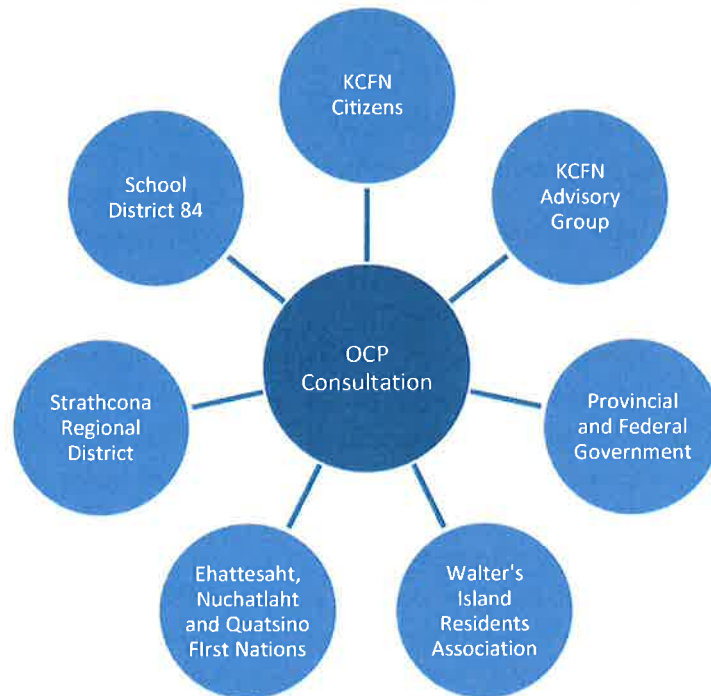 KCFN
Citizens
KCFN
Advisory
Group
Provincial
and Federal
Government
Walter's
Island
Residents
Association
Ehattesaht,
Nuchatlaht
and Quatsino
FIrst Nations
Strathcona
Regional
District
School
District 84
OCP
Consultation